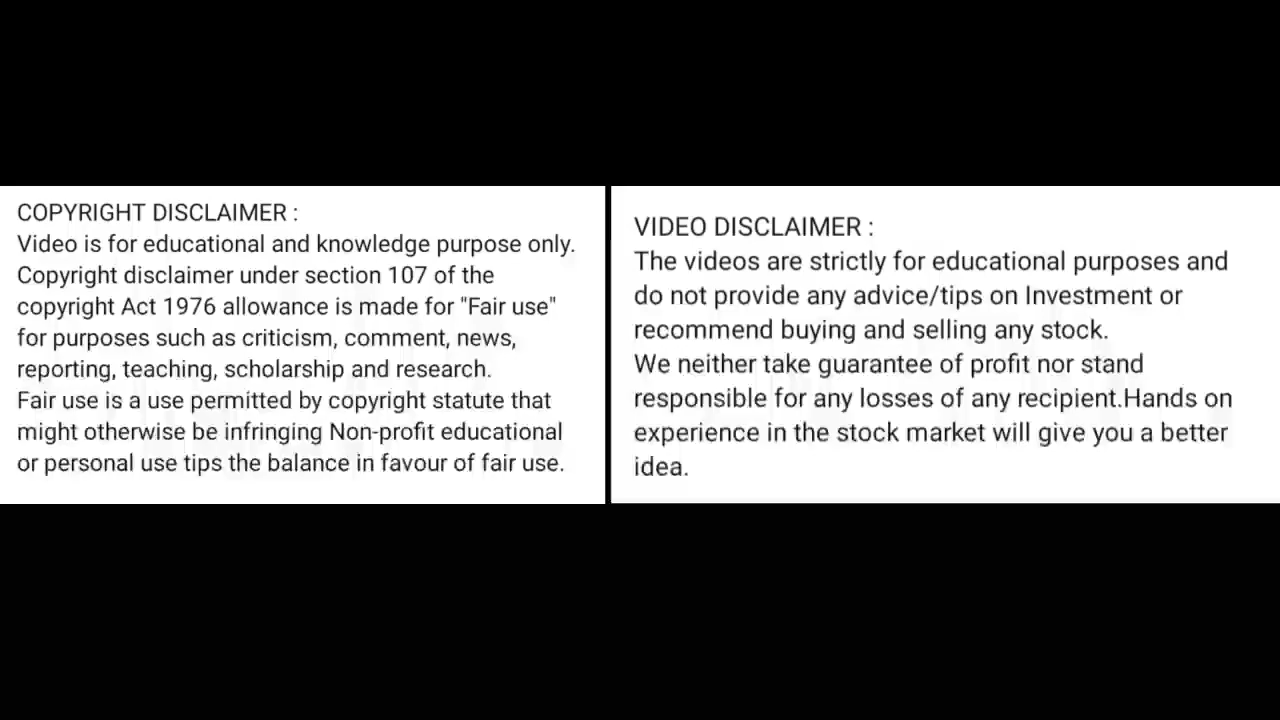 COPYRIGHT DISCLAIMER :
Video is for educational and knowledge purpose only.
Copyright disclaimer under section 107 of the
copyright Act 1976 allowance is made for "Fair use"
for purposes such as criticism, comment, news,
reporting, teaching, scholarship and research.
Fair use is a use permitted by copyright statute that
might otherwise be infringing Non-profit educational
or personal use tips the balance in favour of fair use.
VIDEO DISCLAIMER :
The videos are strictly for educational purposes and
do not provide any advice/tips on Investment or
recommend buying and selling any stock.
We neither take guarantee of profit nor stand
responsible for any losses of any recipient.Hands on
experience in the stock market will give you a better
idea.